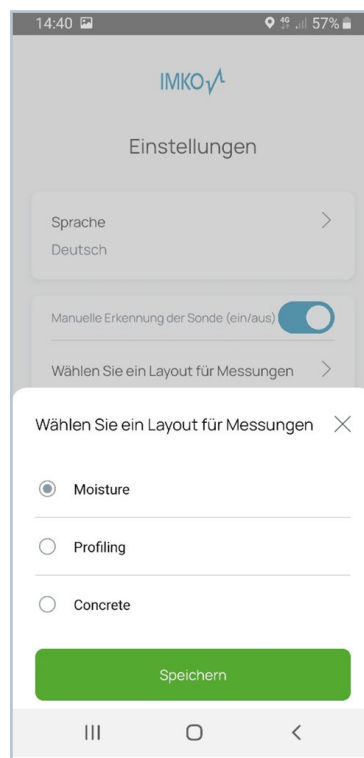 14:40 4G 57%
IMKO
Einstellungen
Sprache
Deutsch
Manuelle Erkennung der Sonde (ein/aus)
Wählen Sie ein Layout für Messungen
Wählen Sie ein Layout für Messungen
Moisture
Profiling
Concrete
Speichern